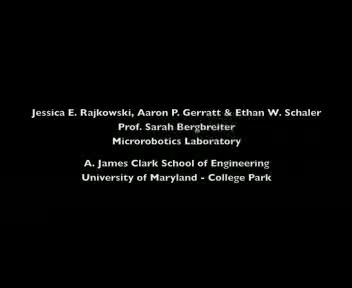 Jessica E. Rajkowski, Aaron P. Gerratt & Ethan W. Schaler
Prof. Sarah Bergbreiter
Microrobotics Laboratory
A. James Clark School of Engineering
University of Maryland - College Park